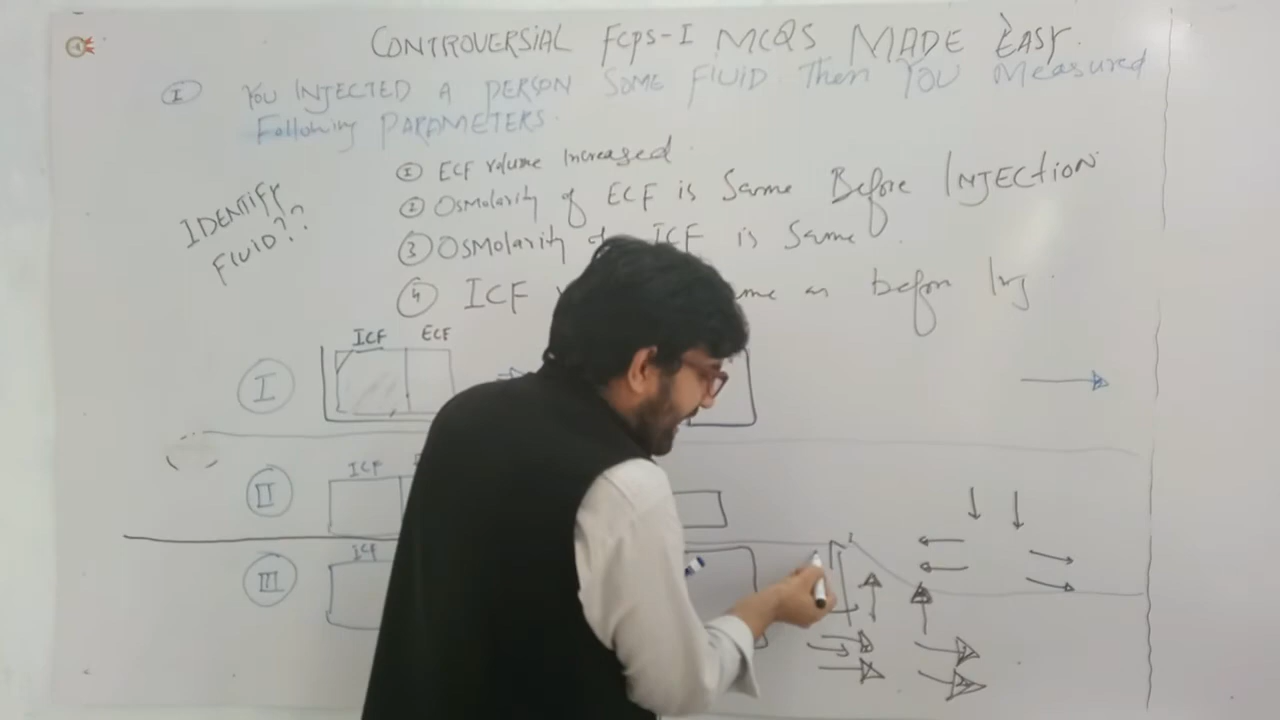 CONTROVERSIAL FCPS-I MCQS MADE EASY.
I YOU INJECTED A PERSON SOME FLUID Then YOU Measured
Following PARAMETERS.
① ECF volume Increased
② Osmolarity of ECF is Same Before INJECTION
③ Osmolarity of ICF is Same
④ ICF as before Inj
IDENTIFY
FLUID??
ICF ECF
I
ICF
II
ICF
III